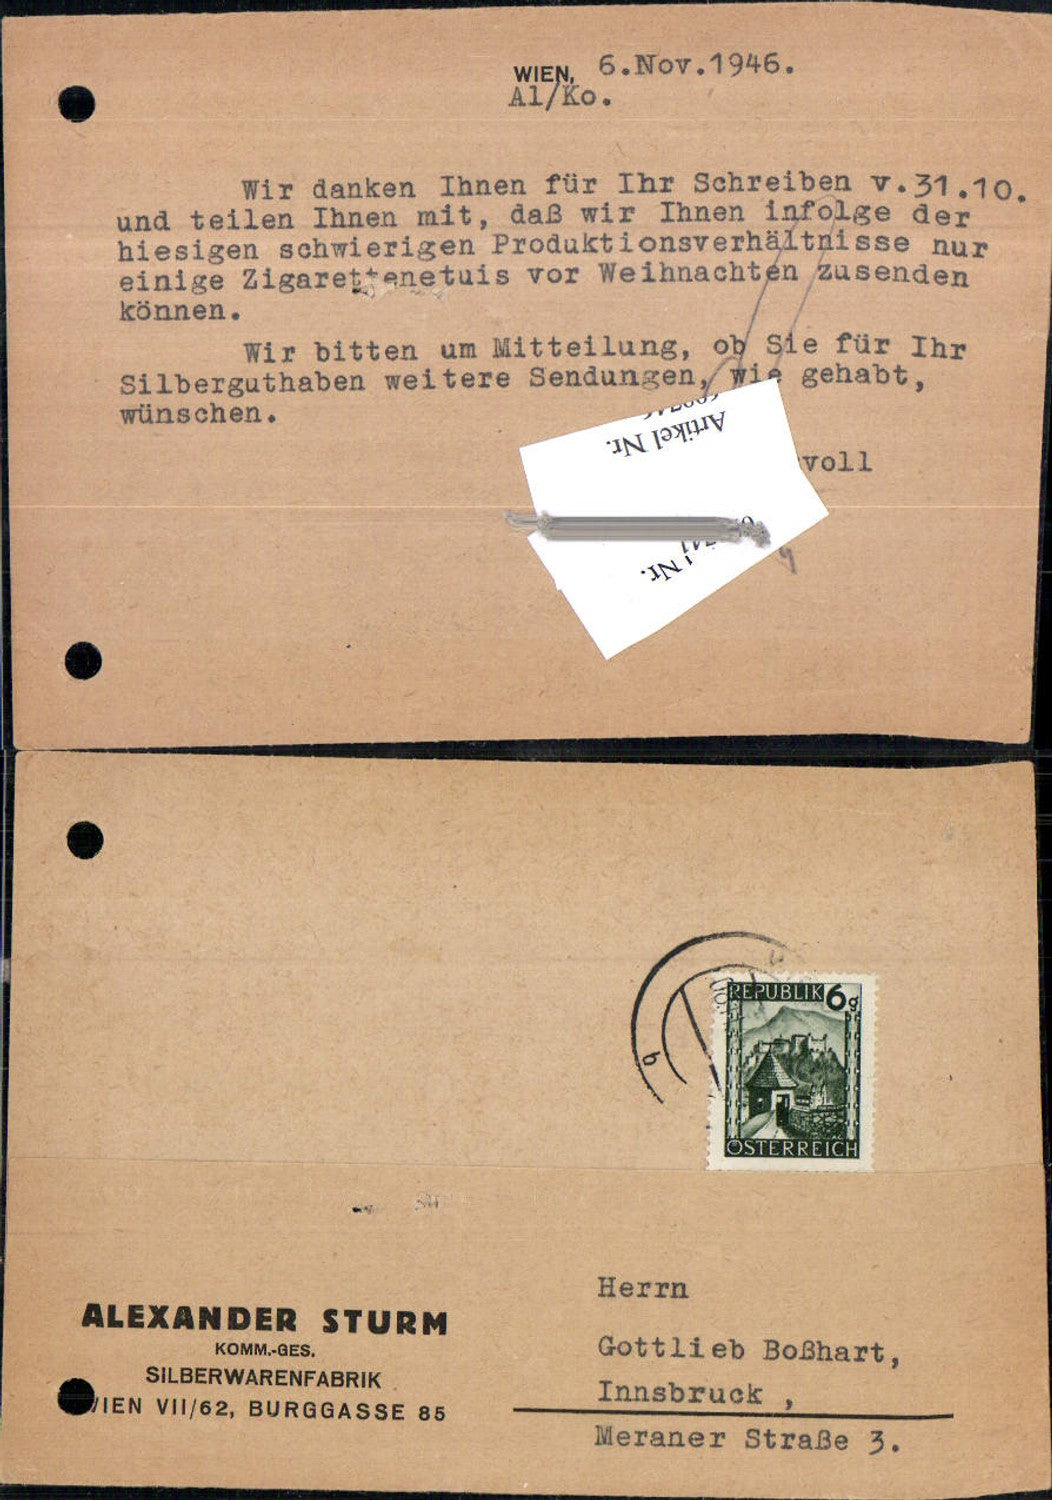 WIEN, 6.Nov.1946.
Al/Ko.
Wir danken Ihnen für Ihr Schreiben v.31.10.
und teilen Ihnen mit, daß wir Ihnen infolge der
hiesigen schwierigen Produktionsverhältnisse nur
einige Zigarettenetuis vor Weihnachten zusenden
können.
Wir bitten um Mitteilung, ob Sie für Ihr
Silberguthaben weitere Sendungen, wie gehabt,
wünschen.
voll
Artikel Nr.
Nr.
REPUBLIK 6g
ÖSTERREICH
b
ALEXANDER STURM
KOMM.-GES.
SILBERWARENFABRIK
WIEN VII/62, BURGGASSE 85
Herrn
Gottlieb Boßhart,
Innsbruck ,
Meraner Straße 3.